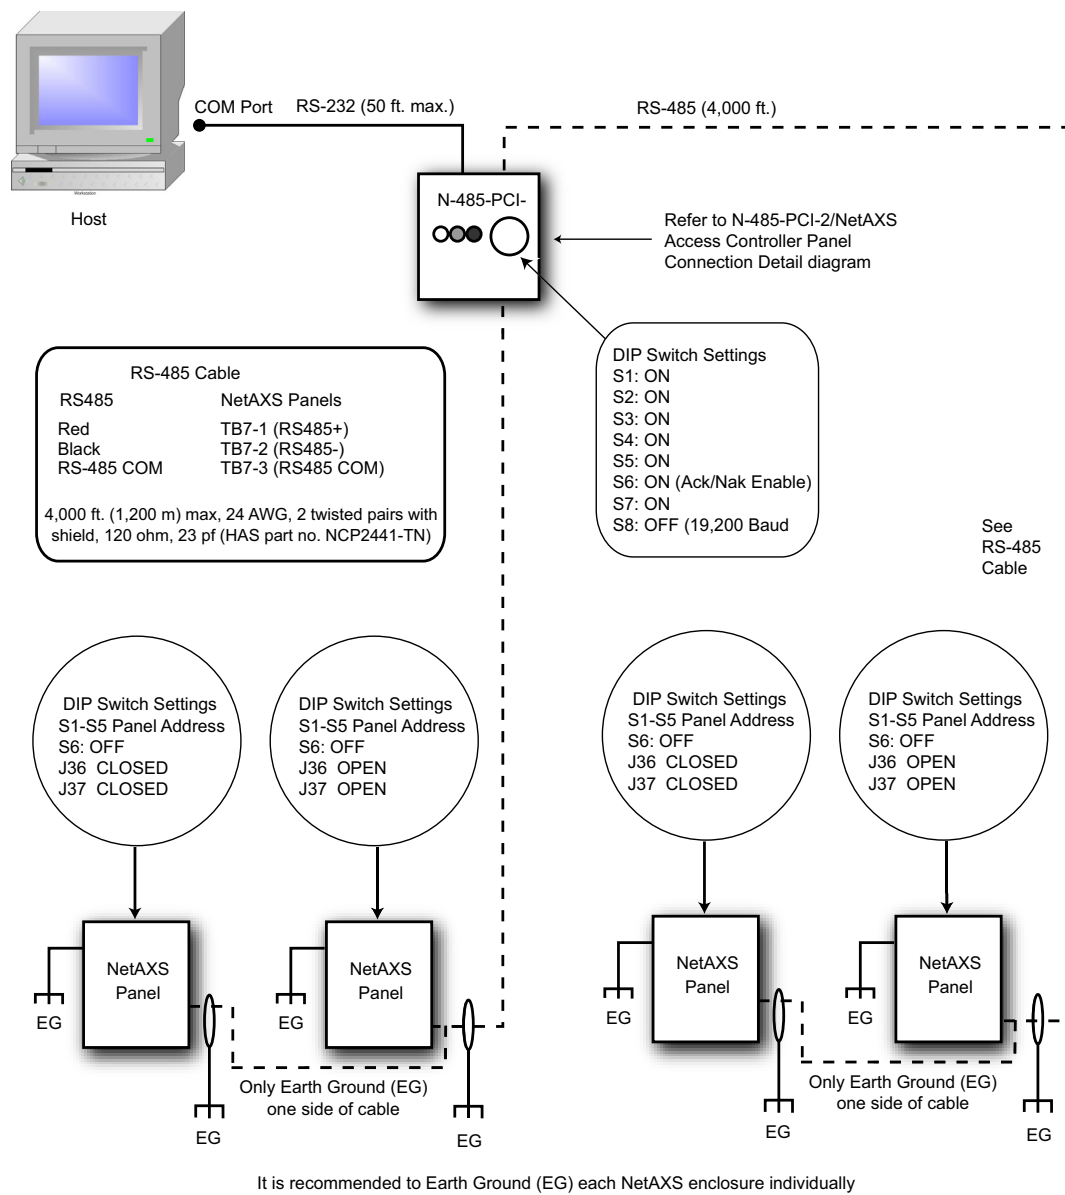 COM Port
RS-232 (50 ft. max.)
RS-485 (4,000 ft.)
Workstation
Host
N-485-PCI-
Refer to N-485-PCI-2/NetAXS
Access Controller Panel
Connection Detail diagram
DIP Switch Settings
S1: ON
S2: ON
S3: ON
S4: ON
S5: ON
S6: ON (Ack/Nak Enable)
S7: ON
S8: OFF (19,200 Baud
RS-485 Cable
RS485 NetAXS Panels
Red TB7-1 (RS485+)
Black TB7-2 (RS485-)
RS-485 COM TB7-3 (RS485 COM)
4,000 ft. (1,200 m) max, 24 AWG, 2 twisted pairs with
shield, 120 ohm, 23 pf (HAS part no. NCP2441-TN)
See
RS-485
Cable
DIP Switch Settings
S1-S5 Panel Address
S6: OFF
J36 CLOSED
J37 CLOSED
DIP Switch Settings
S1-S5 Panel Address
S6: OFF
J36 OPEN
J37 OPEN
DIP Switch Settings
S1-S5 Panel Address
S6: OFF
J36 CLOSED
J37 CLOSED
DIP Switch Settings
S1-S5 Panel Address
S6: OFF
J36 OPEN
J37 OPEN
NetAXS
Panel
EG
NetAXS
Panel
EG
NetAXS
Panel
EG
NetAXS
Panel
EG
Only Earth Ground (EG)
one side of cable
EG
EG
Only Earth Ground (EG)
one side of cable
EG
EG
It is recommended to Earth Ground (EG) each NetAXS enclosure individually